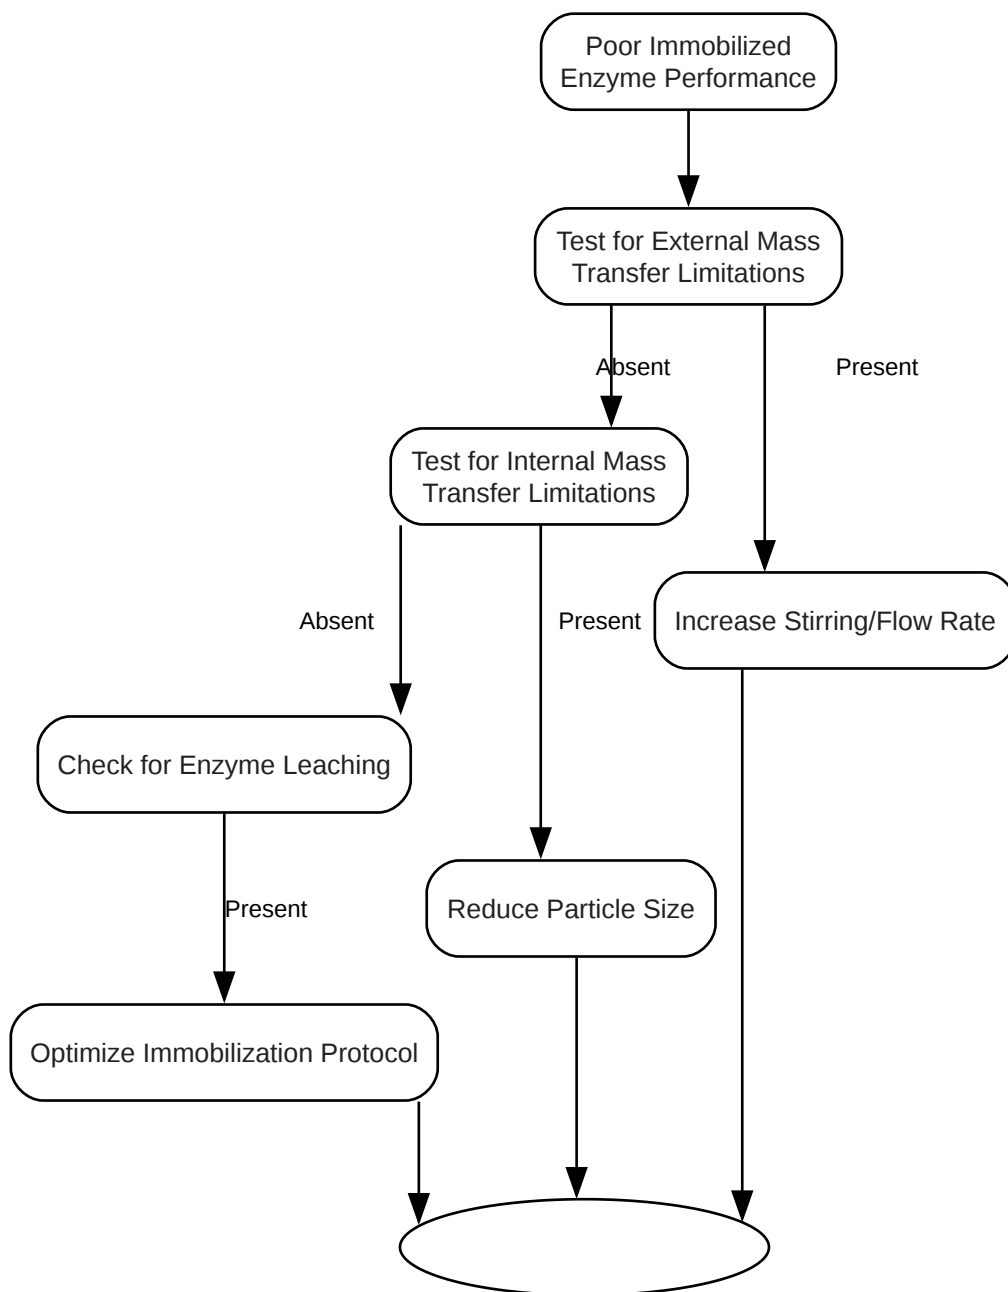 Poor Immobilized
Enzyme Performance
Test for External Mass
Transfer Limitations
Absent
Present
Test for Internal Mass
Transfer Limitations
Absent
Present
Increase Stirring/Flow Rate
Check for Enzyme Leaching
Present
Reduce Particle Size
Optimize Immobilization Protocol